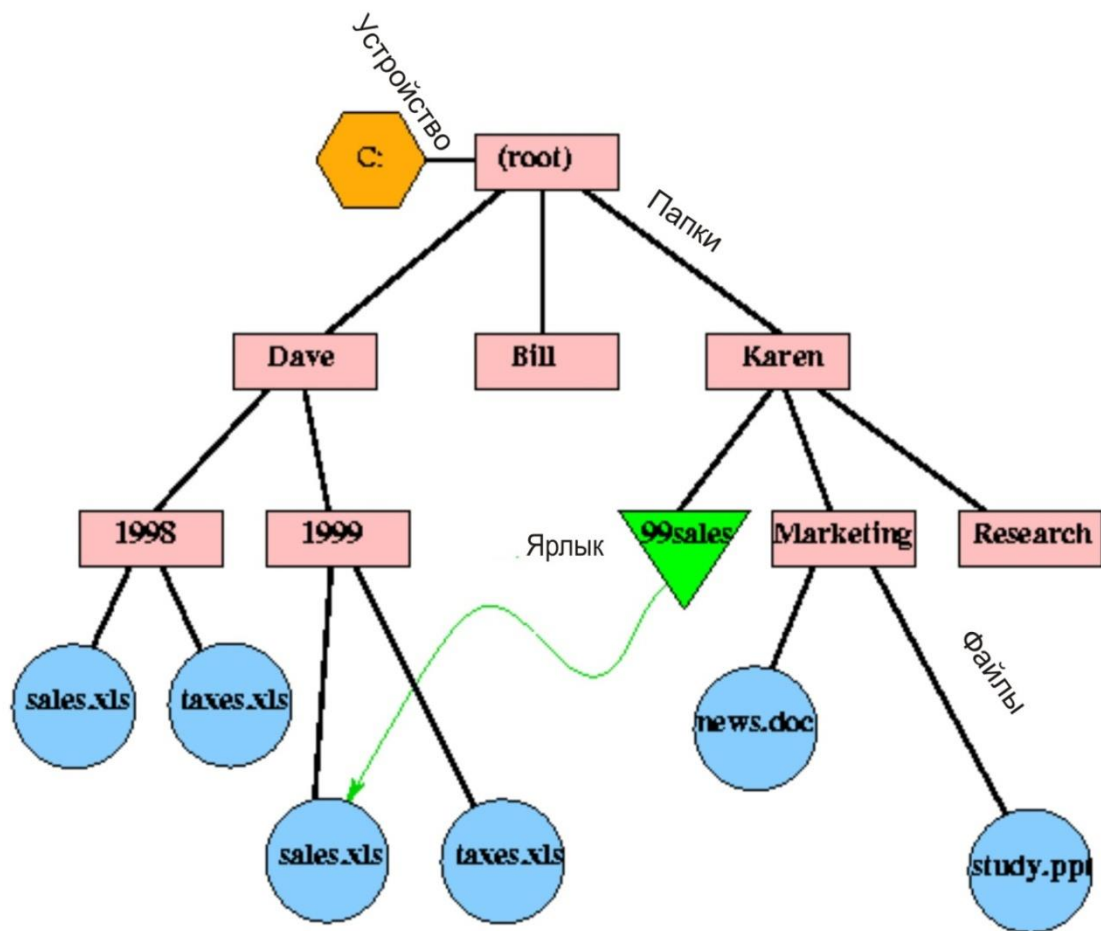 Устройство
C:
(root)
Папки
Dave
Bill
Karen
1998
1999
Ярлык
99sales
Marketing
Research
Файлы
sales.xls
taxes.xls
news.doc
sales.xls
taxes.xls
study.ppt